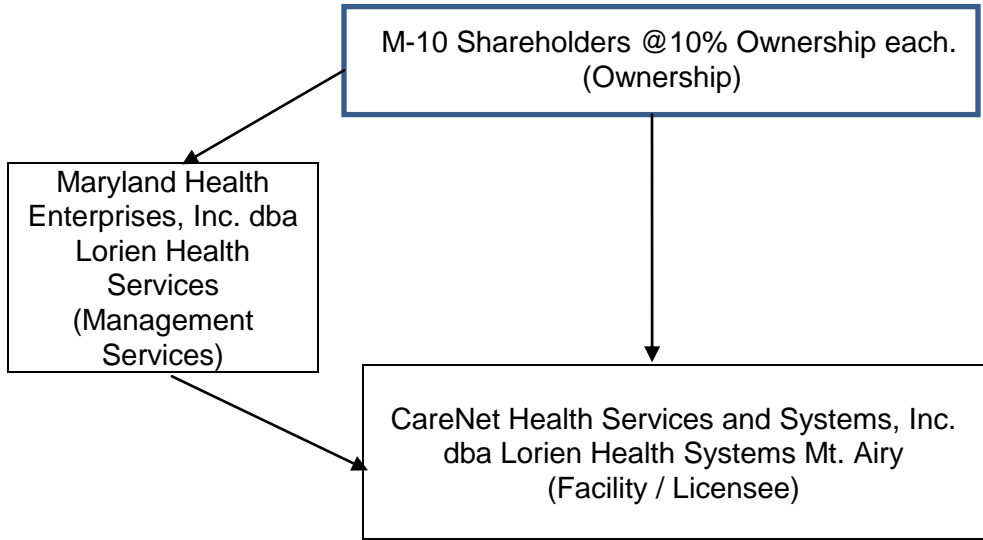 M-10 Shareholders @10% Ownership each.
(Ownership)
Maryland Health
Enterprises, Inc. dba
Lorien Health
Services
(Management
Services)
CareNet Health Services and Systems, Inc.
dba Lorien Health Systems Mt. Airy
(Facility / Licensee)